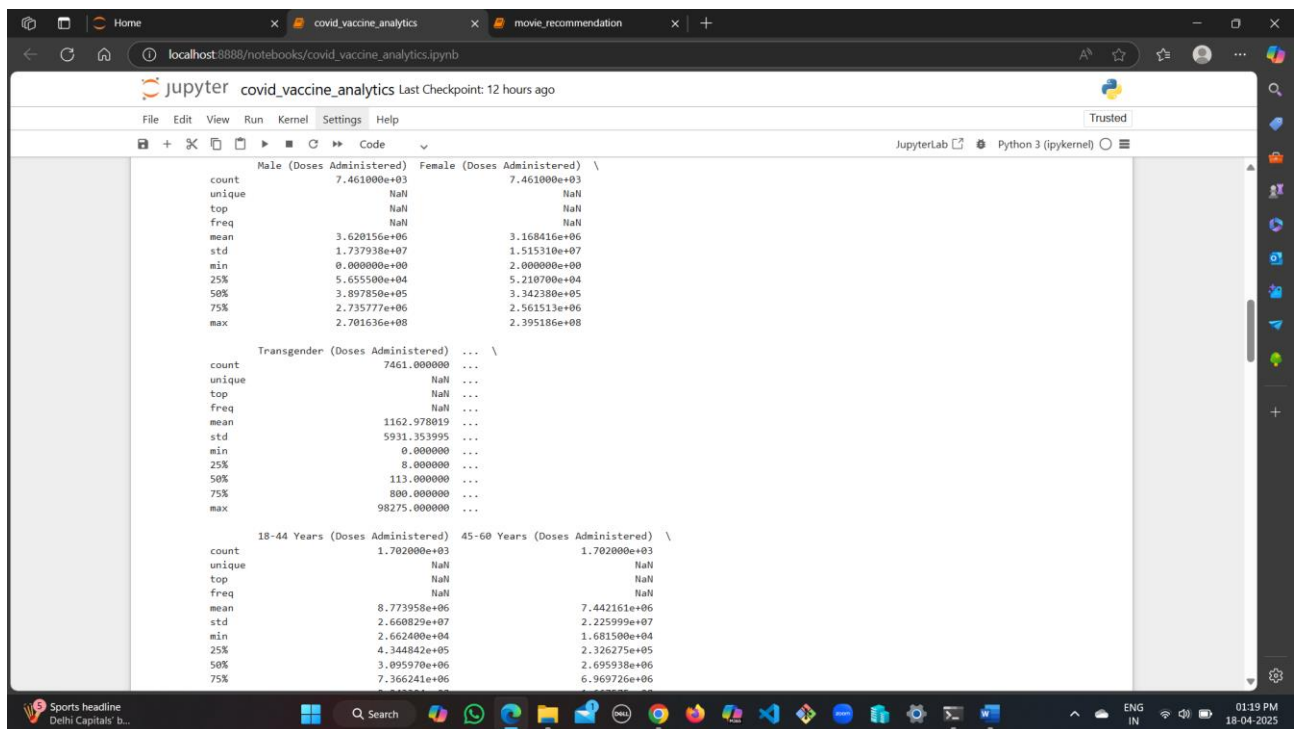 Home
covid_vaccine_analytics
movie_recommendation
localhost:8888/notebooks/covid_vaccine_analytics.ipynb
jupyter covid_vaccine_analytics Last Checkpoint: 12 hours ago
File Edit View Run Kernel Settings Help Trusted
Code JupyterLab Python 3 (ipykernel)
Male (Doses Administered) Female (Doses Administered) \
count 7.461000e+03 7.461000e+03
unique NaN NaN
top NaN NaN
freq NaN NaN
mean 3.620156e+06 3.168416e+06
std 1.737938e+07 1.515310e+07
min 0.000000e+00 2.000000e+00
25% 5.655500e+04 5.210700e+04
50% 3.897850e+05 3.342380e+05
75% 2.735777e+06 2.561513e+06
max 2.701636e+08 2.395186e+08
Transgender (Doses Administered) ... \
count 7461.000000 ...
unique NaN ...
top NaN ...
freq NaN ...
mean 1162.978019 ...
std 5931.353995 ...
min 0.000000 ...
25% 8.000000 ...
50% 113.000000 ...
75% 800.000000 ...
max 98275.000000 ...
18-44 Years (Doses Administered) 45-60 Years (Doses Administered) \
count 1.702000e+03 1.702000e+03
unique NaN NaN
top NaN NaN
freq NaN NaN
mean 8.773958e+06 7.442161e+06
std 2.660829e+07 2.225999e+07
min 2.662400e+04 1.681500e+04
25% 4.344842e+05 2.326275e+05
50% 3.095970e+06 2.695938e+06
75% 7.366241e+06 6.969726e+06
5 Sports headline
Delhi Capitals' b...
Search
DELL
zoom
ENG
IN
01:19 PM
18-04-2025